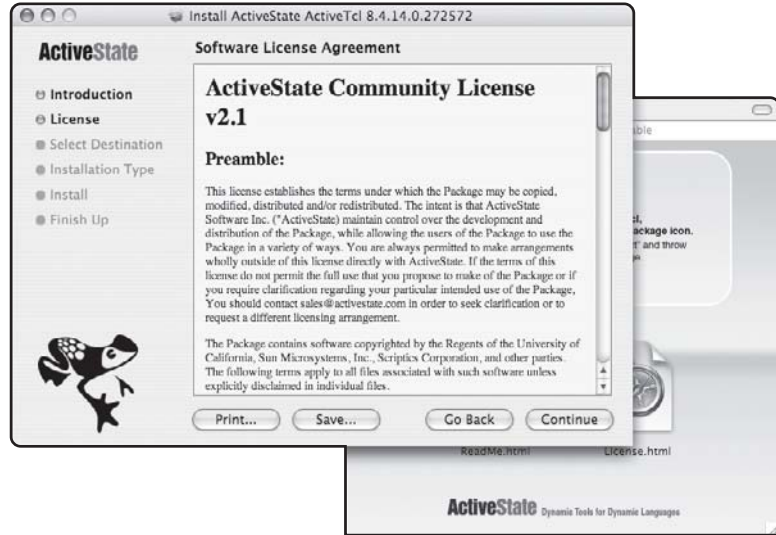 Install ActiveState ActiveTcl 8.4.14.0.272572
ActiveState
Software License Agreement
Introduction
License
Select Destination
Installation Type
Install
Finish Up
ActiveState Community License
v2.1
Preamble:
This license establishes the terms under which the Package may be copied,
modified, distributed and/or redistributed. The intent is that ActiveState
Software Inc. ("ActiveState) maintain control over the development and
distribution of the Package, while allowing the users of the Package to use the
Package in a variety of ways. You are always permitted to make arrangements
wholly outside of this license directly with ActiveState. If the terms of this
license do not permit the full use that you propose to make of the Package or if
you require clarification regarding your particular intended use of the Package,
You should contact sales@activestate.com in order to seek clarification or to
request a different licensing arrangement.
The Package contains software copyrighted by the Regents of the University of
California, Sun Microsystems, Inc., Scriptics Corporation, and other parties.
The following terms apply to all files associated with such software unless
explicitly disclaimed in individual files.
Print...
Save...
Go Back
Continue
ackage icon.
and throw
ReadMe.html
License.html
ActiveState Dynamic Tools for Dynamic Languages